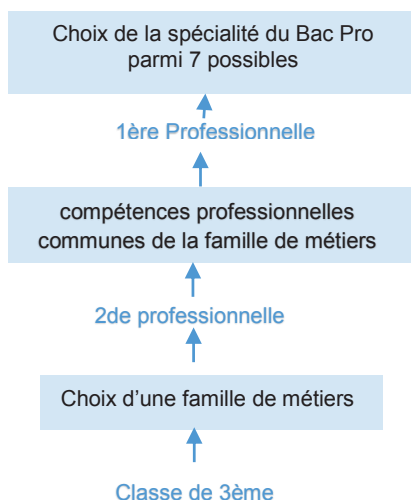 Choix de la spécialité du Bac Pro
parmi 7 possibles
1ère Professionnelle
compétences professionnelles
communes de la famille de métiers
2de professionnelle
Choix d'une famille de métiers
Classe de 3ème